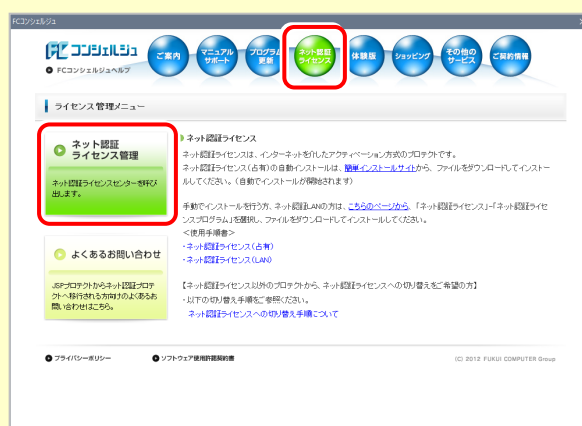 FCコンシェルジュ
FC コンシェルジュ
FCコンシェルジュヘルプ
ご案内
マニュアル
サポート
プログラム
更新
ネット認証
ライセンス
体験版
ショッピング
その他の
サービス
ご契約情報
ライセンス管理メニュー
ネット認証
ライセンス管理
ネット認証ライセンスセンターを呼び
出します。
よくあるお問い合わせ
JSPプロテクトからネット認証プロテ
クトへ移行される方向けのよくあるお
問い合わせはこちら。
ネット認証ライセンス
ネット認証ライセンスは、インターネットを介したアクティベーション方式のプロテクトです。
ネット認証ライセンス(占有)の自動インストールは、簡単インストールサイトから、ファイルをダウンロードしてインストー
ルしてください。(自動でインストールが開始されます)
手動でインストールを行う方、ネット認証LANの方は、こちらのページから、「ネット認証ライセンス」-「ネット認証ライセ
ンスプログラム」を選択し、ファイルをダウンロードしてインストールしてください。
<使用手順書>
・ネット認証ライセンス(占有)
・ネット認証ライセンス(LAN)
【ネット認証ライセンス以外のプロテクトから、ネット認証ライセンスへの切り替えをご希望の方】
・以下の切り替え手順をご参照ください。
ネット認証ライセンスへの切り替え手順について
プライバシーポリシー
ソフトウェア使用許諾契約書
(C) 2012 FUKUI COMPUTER Group